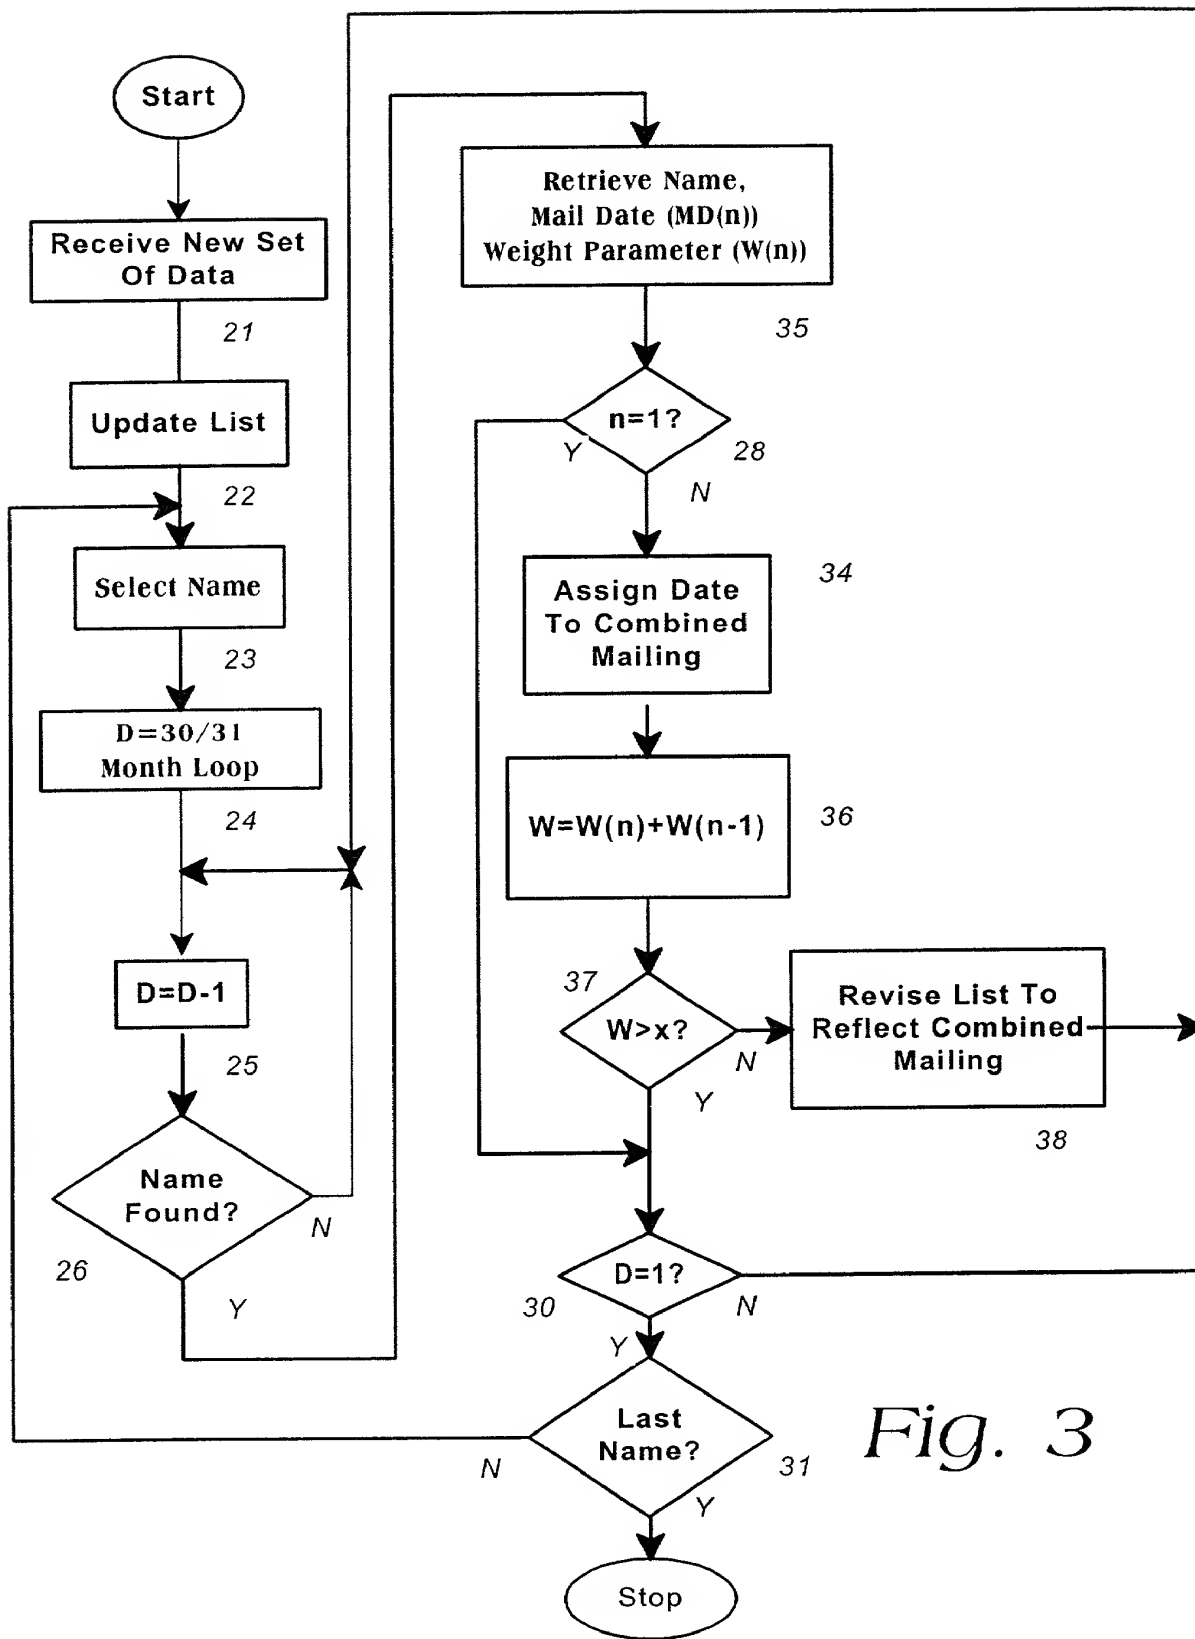 Start
Receive New Set
Of Data
21
Update List
22
Select Name
23
D=30/31
Month Loop
24
D=D-1
25
Name
Found?
N
26
Y
Retrieve Name,
Mail Date (MD(n))
Weight Parameter (W(n))
35
n=1?
Y
28
N
34
Assign Date
To Combined
Mailing
W=W(n)+W(n-1)
36
37
W>x?
N
Y
Revise List To
Reflect Combined
Mailing
38
D=1?
30
N
Y
Last
Name?
N
31
Y
Stop
Fig. 3